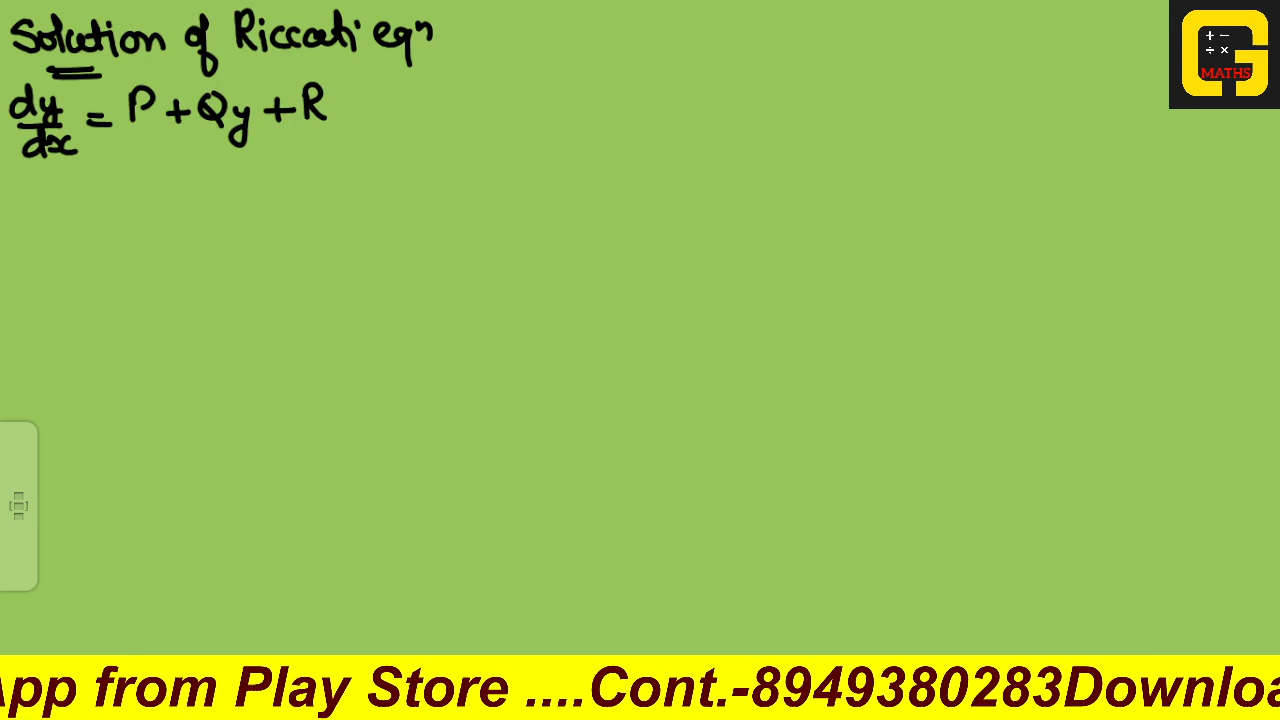 Solution of Riccati eqn
dy/dx = P + Qy + R
+ −
÷ ×
MATHS
App from Play Store ....Cont.-8949380283Downloa